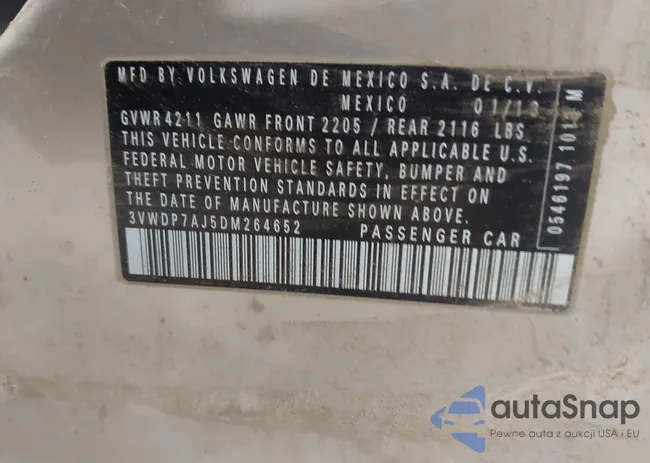 MFD BY VOLKSWAGEN DE MEXICO S.A. DE C.V.
MEXICO 01/13
GVWR 4211 GAWR FRONT 2205 / REAR 2116 LBS
THIS VEHICLE CONFORMS TO ALL APPLICABLE U.S.
FEDERAL MOTOR VEHICLE SAFETY, BUMPER AND
THEFT PREVENTION STANDARDS IN EFFECT ON
THE DATE OF MANUFACTURE SHOWN ABOVE.
3VWDP7AJ5DM264652 PASSENGER CAR
0546197 M
autaSnap
Pewne auta z aukcji USA i EU